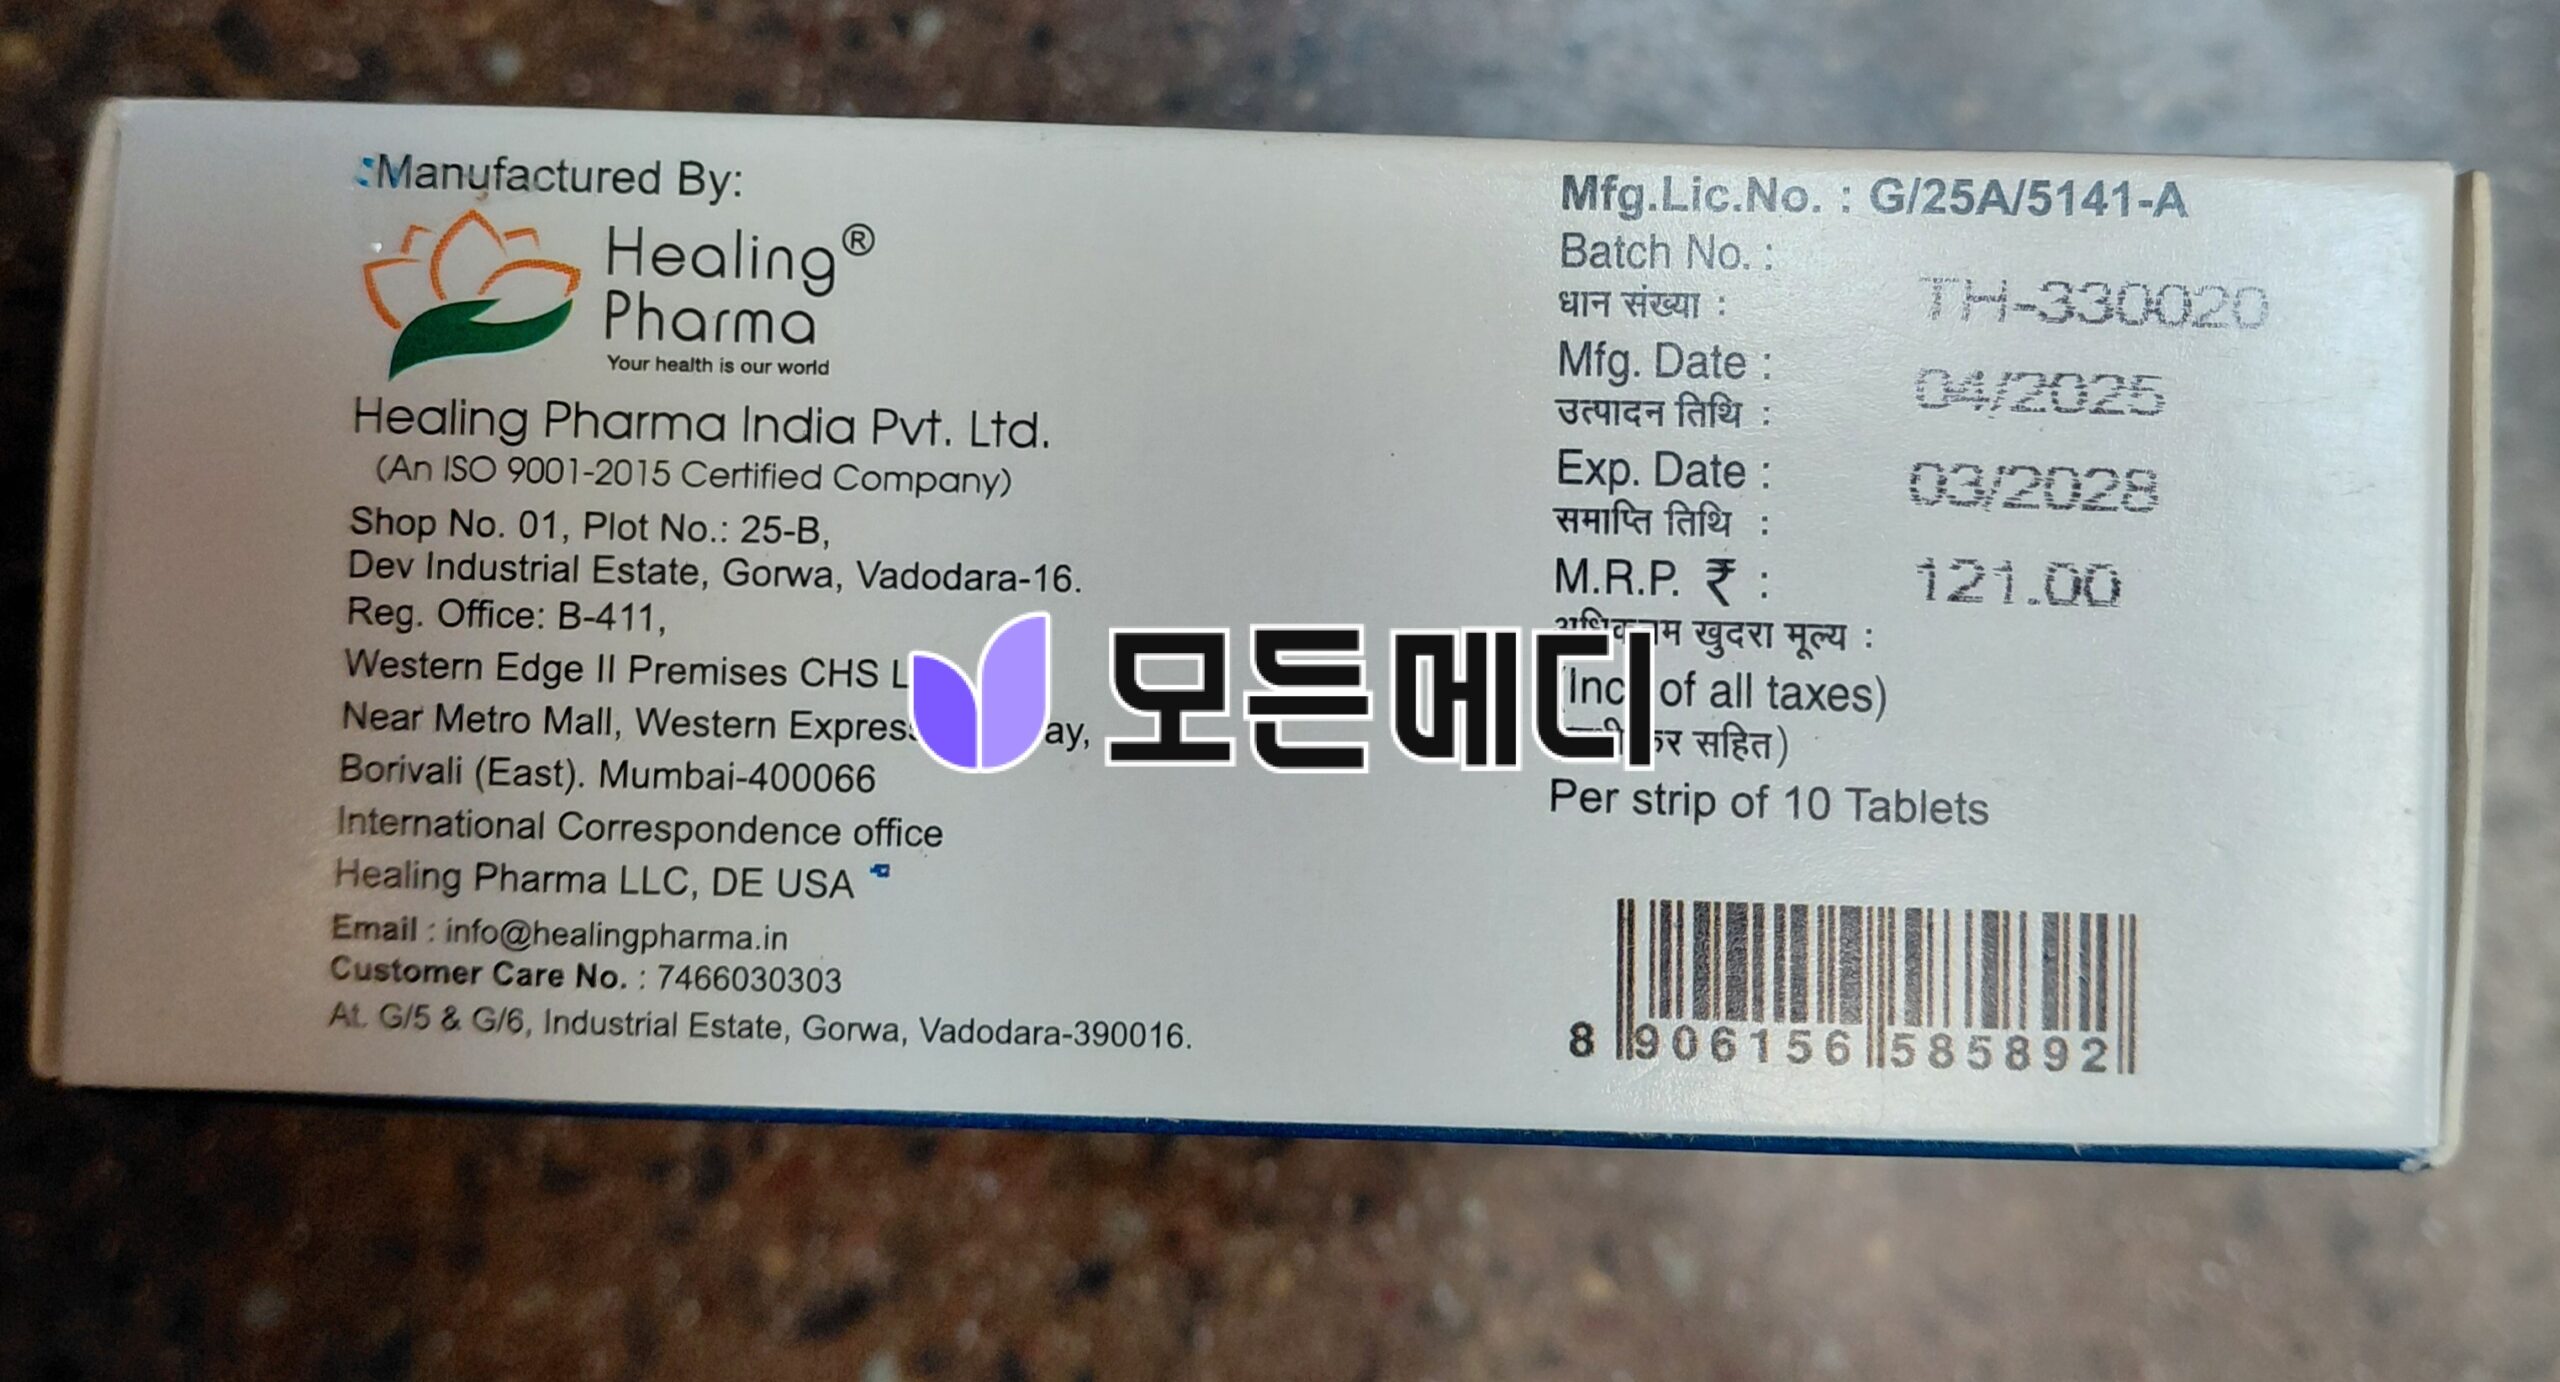 Manufactured By:
Healing®
Pharma
Your health is our world
Healing Pharma India Pvt. Ltd.
(An ISO 9001-2015 Certified Company)
Shop No. 01, Plot No.: 25-B,
Dev Industrial Estate, Gorwa, Vadodara-16.
Reg. Office: B-411,
Western Edge II Premises CHS
Near Metro Mall, Western
Borivali (East). Mumbai-400066
International Correspondence office
Healing Pharma LLC, DE USA
Email : info@healingpharma.in
Customer Care No. : 7466030303
At. G/5 & G/6, Industrial Estate, Gorwa, Vadodara-390016.
모든메디
Mfg.Lic.No. : G/25A/5141-A
Batch No. :
धान संख्या : TH-330020
Mfg. Date :
उत्पादन तिथि : 04/2025
Exp. Date :
समाप्ति तिथि : 03/2028
M.R.P. ₹ : 121.00
खुदरा मूल्य :
of all taxes)
सहित)
Per strip of 10 Tablets
8 906156 585892